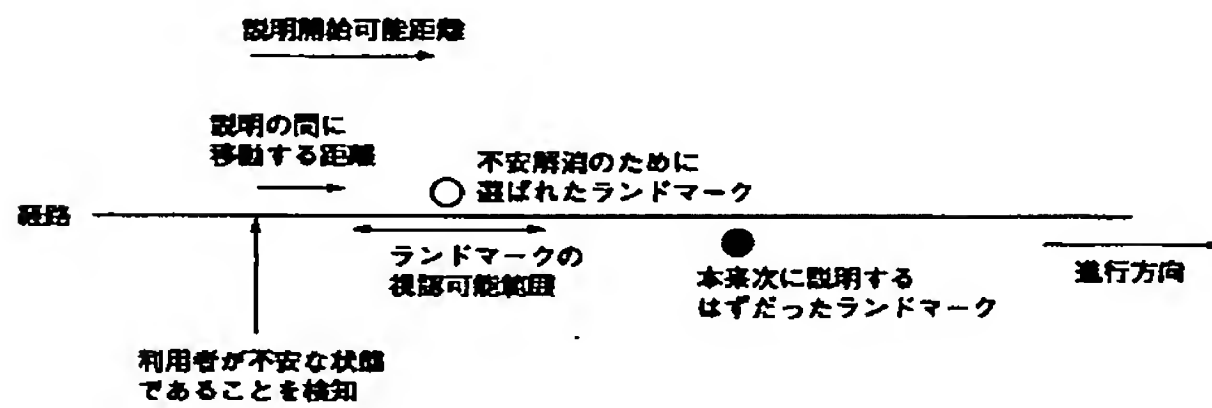 説明開始可能距離
説明の間に
移動する距離
不安解消のために
選ばれたランドマーク
経路
ランドマークの
視認可能範囲
本来次に説明する
はずだったランドマーク
進行方向
利用者が不安な状態
であることを検知